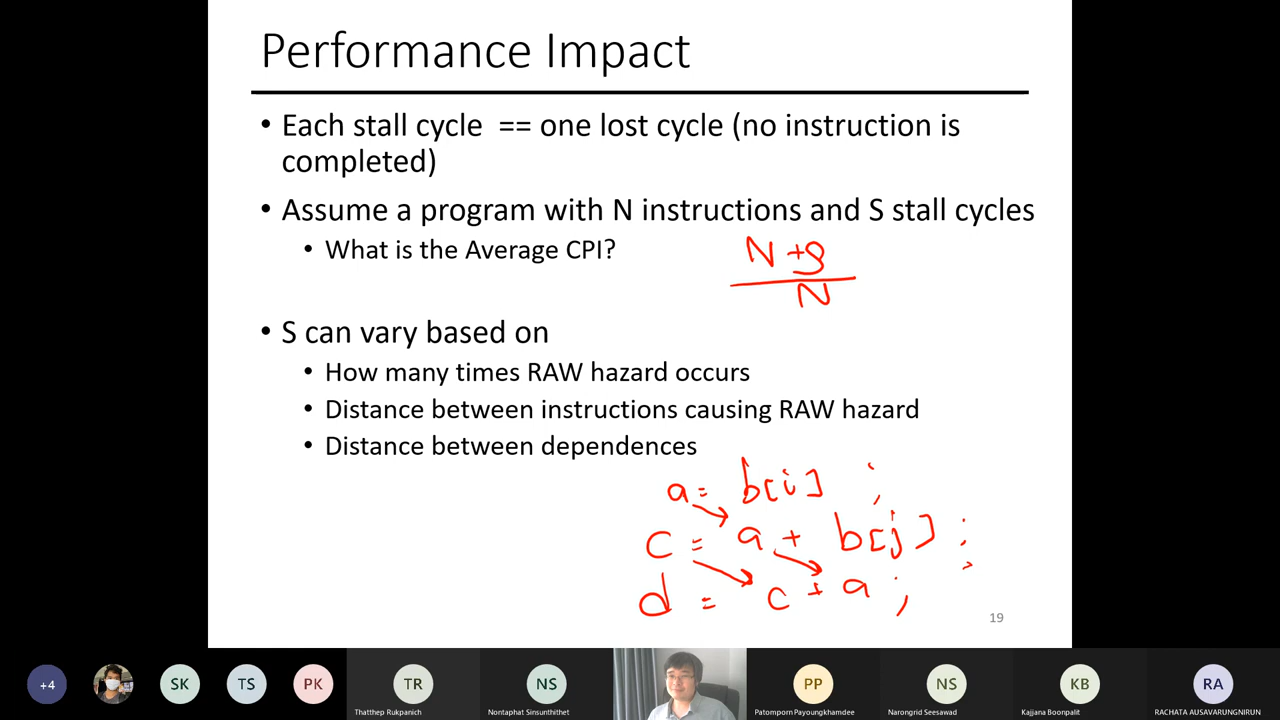 Performance Impact
• Each stall cycle == one lost cycle (no instruction is
completed)
• Assume a program with N instructions and S stall cycles
• What is the Average CPI?
N + S
N
• S can vary based on
• How many times RAW hazard occurs
• Distance between instructions causing RAW hazard
• Distance between dependences
a = b[i] ;
c = a + b[j] ;
d = c + a ;
19
+4
SK
TS
PK
TR
NS
PP
NS
KB
RA
Thatthep Rukpanich
Nontaphat Sinsunthithet
Patomporn Payoungkhamdee
Narongrid Seesawad
Kajjana Boonpalit
RACHATA AUSAVARUNGNIRUN